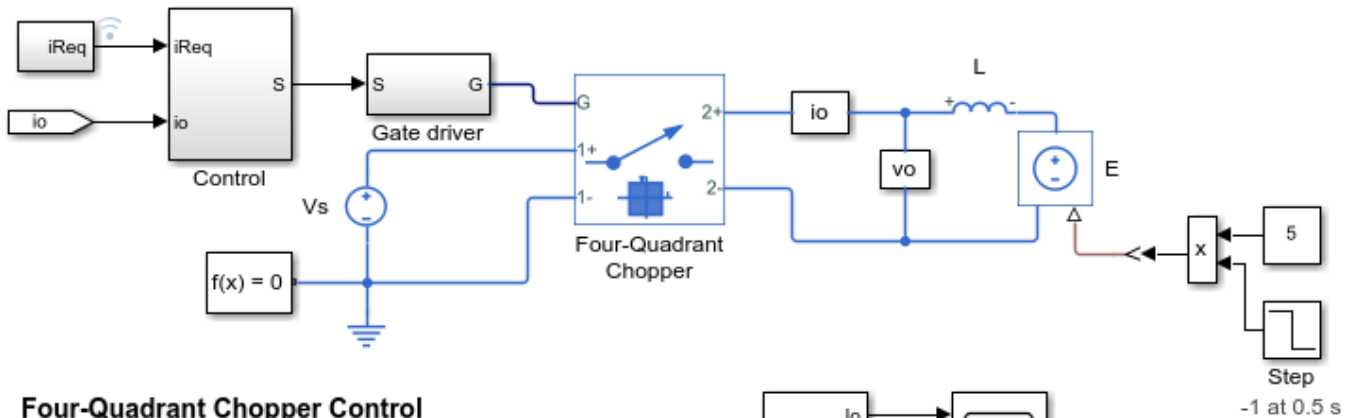 iReq
iReq
S
S
G
io
io
Control
Gate driver
G
1+
1-
2+
2-
io
vo
L
+
-
+
-
E
Vs
+
-
f(x) = 0
Four-Quadrant
Chopper
x
5
Step
-1 at 0.5 s
Four-Quadrant Chopper Control
Io